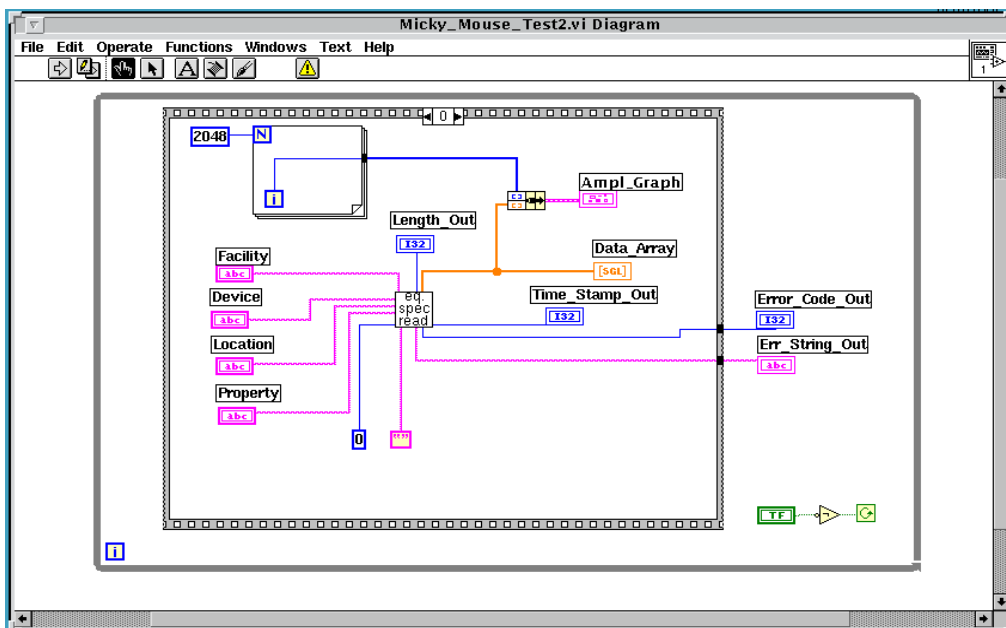 Micky_Mouse_Test2.vi Diagram
File Edit Operate Functions Windows Text Help
A
1
0
2048 N
i
Ampl_Graph
Length_Out
I32
Data_Array
[SGL]
Facility
abc
Device
abc
eq.
spec
read
Time_Stamp_Out
I32
Error_Code_Out
I32
Location
abc
Err_String_Out
abc
Property
abc
0
""
TF
i